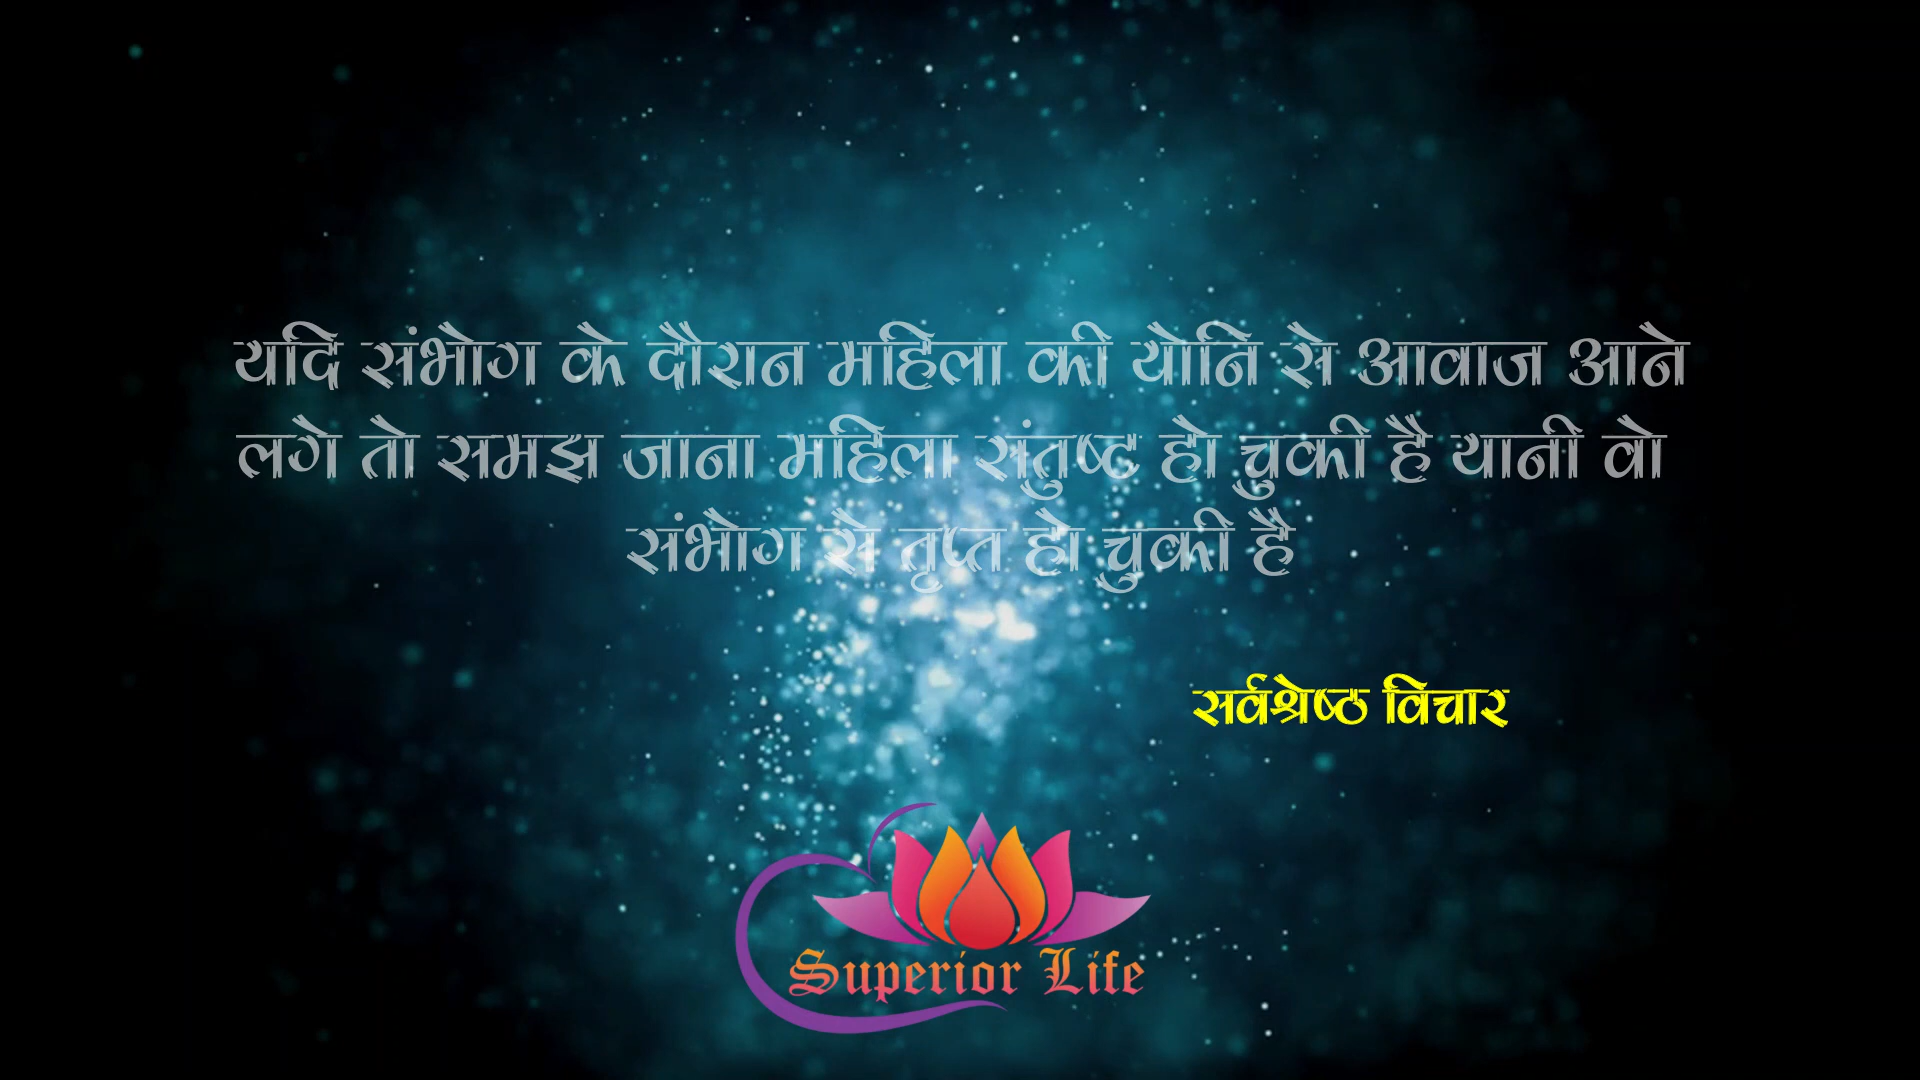 यदि संभोग के दौरान महिला की योनि से आवाज आने
लगे तो समझ जाना महिला संतुष्ट हो चुकी है यानी वो
संभोग से तृप्त हो चुकी है
सर्वश्रेष्ठ विचार
Superior Life